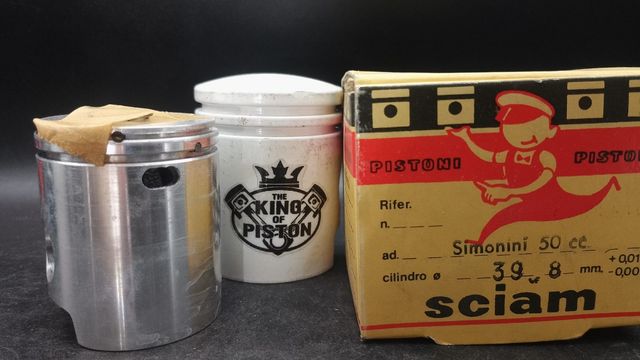 THE
KING
OF
PISTON
PISTONI PISTO
Rifer.
n.
ad. Simonini 50 cc
cilindro ø 39,8 mm. +0,01
-0,00
sciam